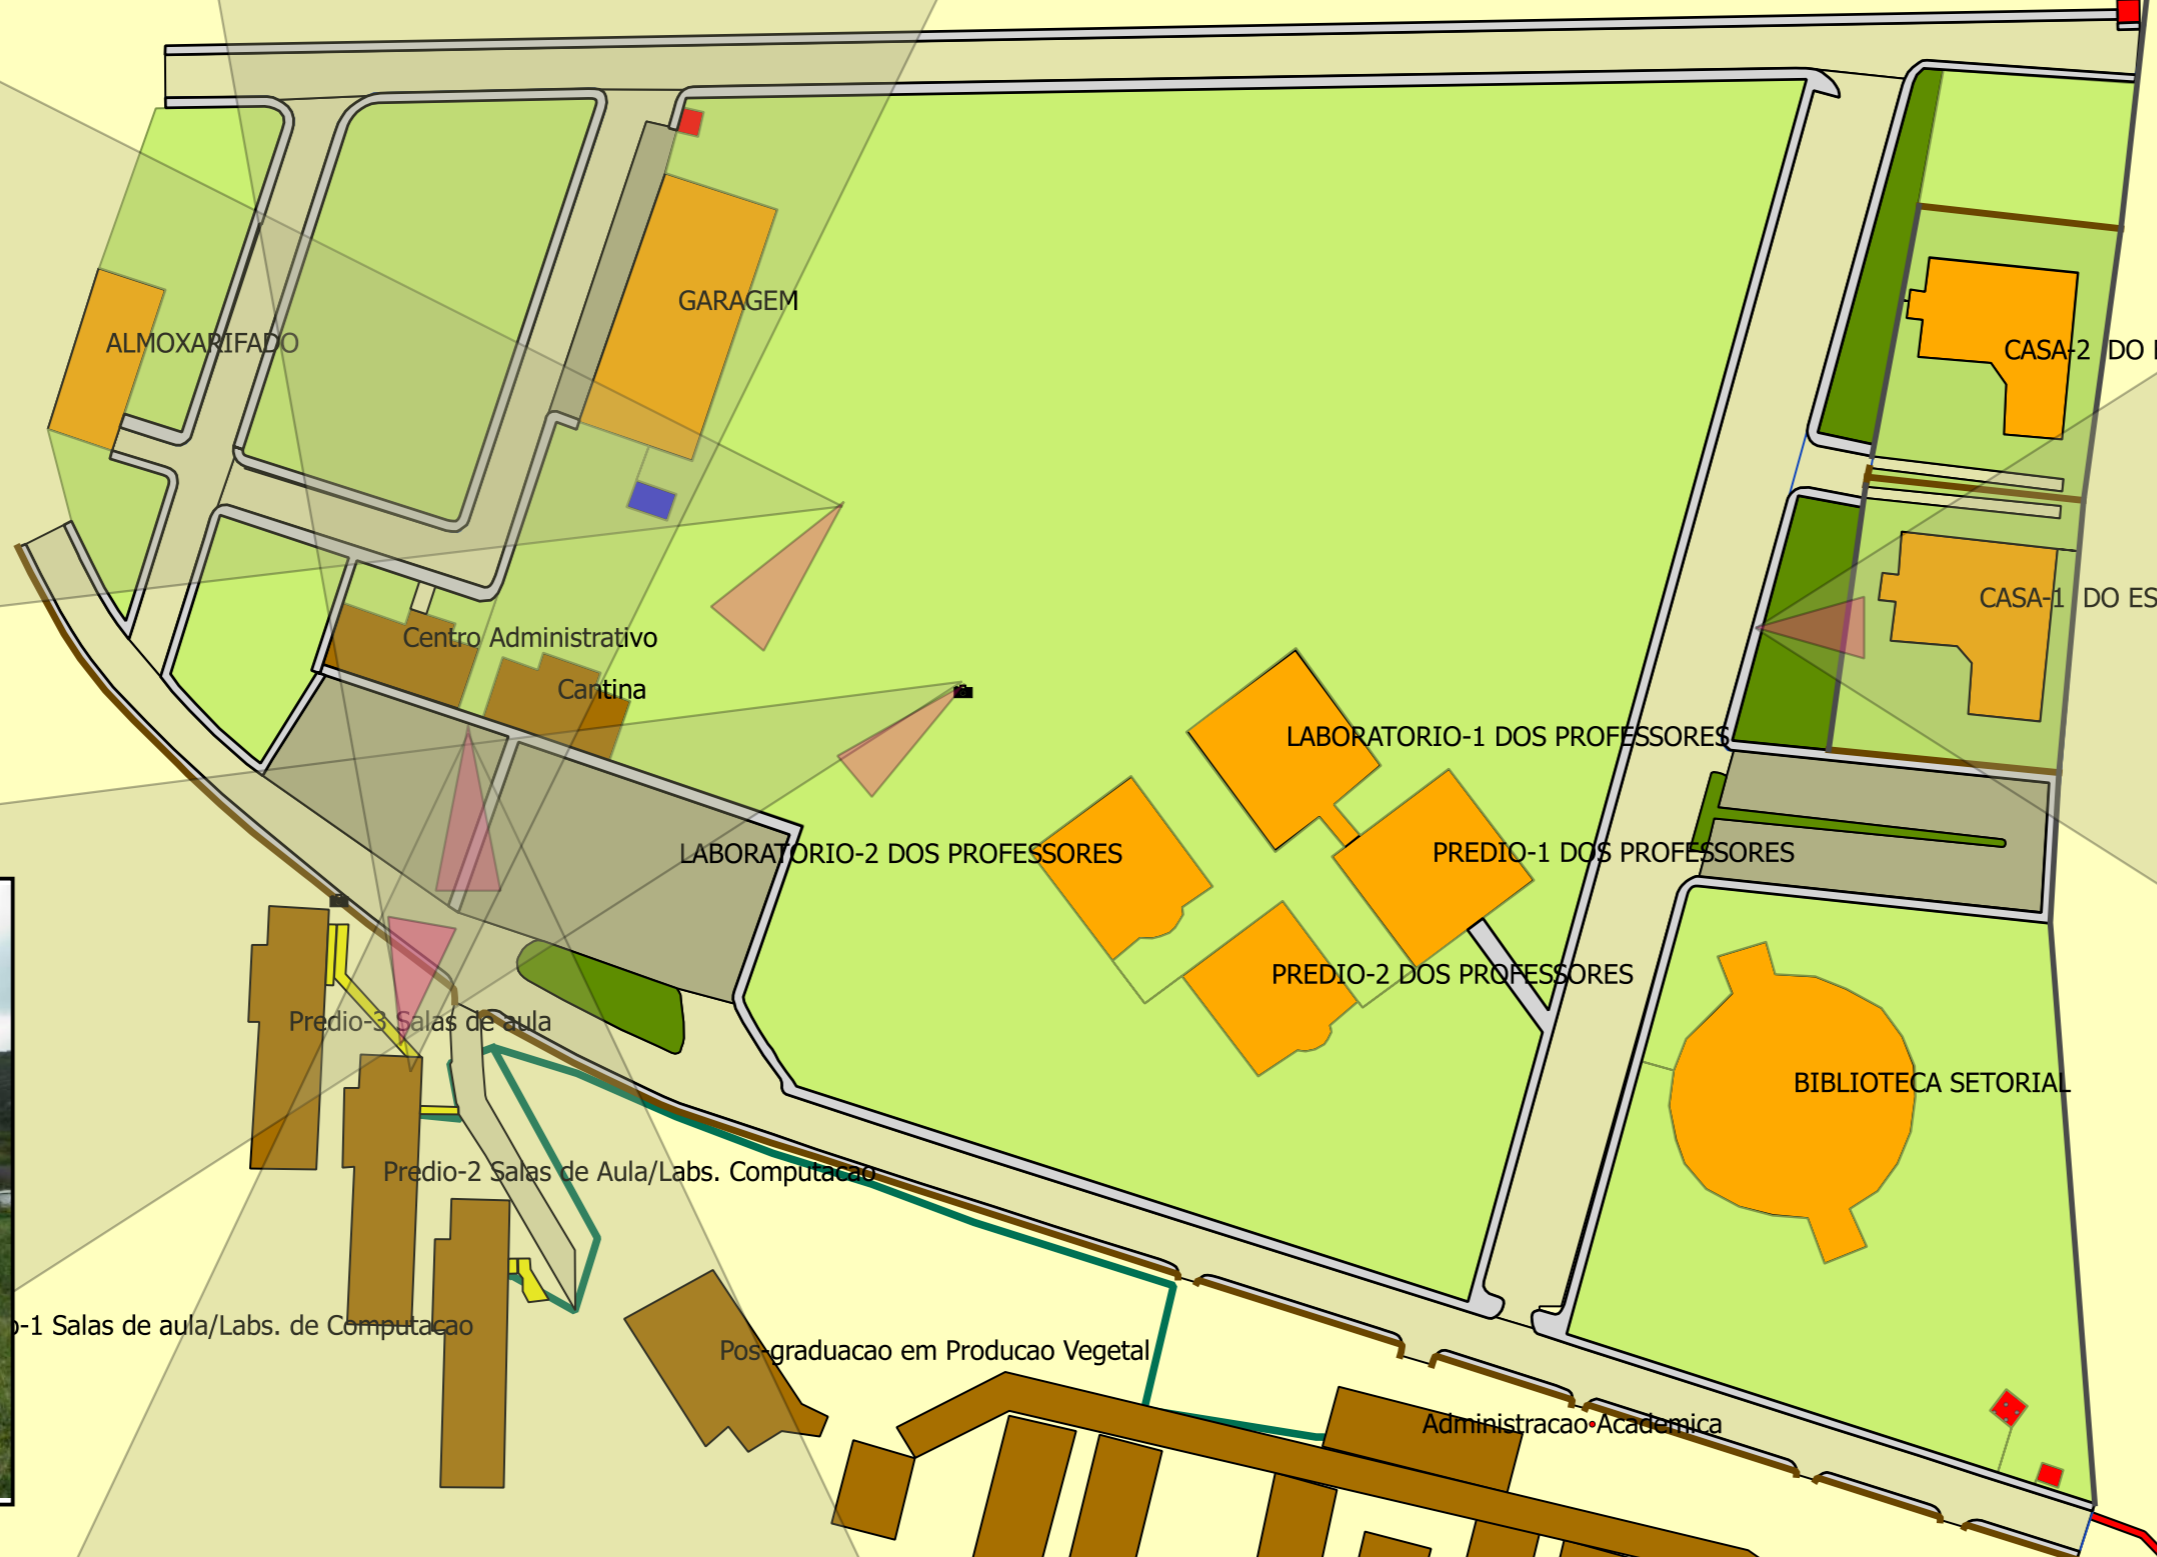 GARAGEM
ALMOXARIFADO
CASA-2 DO
CASA-1 DO ES
Centro Administrativo
Cantina
LABORATORIO-1 DOS PROFESSORES
LABORATORIO-2 DOS PROFESSORES
PREDIO-1 DOS PROFESSORES
PREDIO-2 DOS PROFESSORES
Predio-3 Salas de aula
BIBLIOTECA SETORIAL
Predio-2 Salas de Aula/Labs. Computacao
-1 Salas de aula/Labs. de Computacao
Pos-graduacao em Producao Vegetal
Administracao Academica